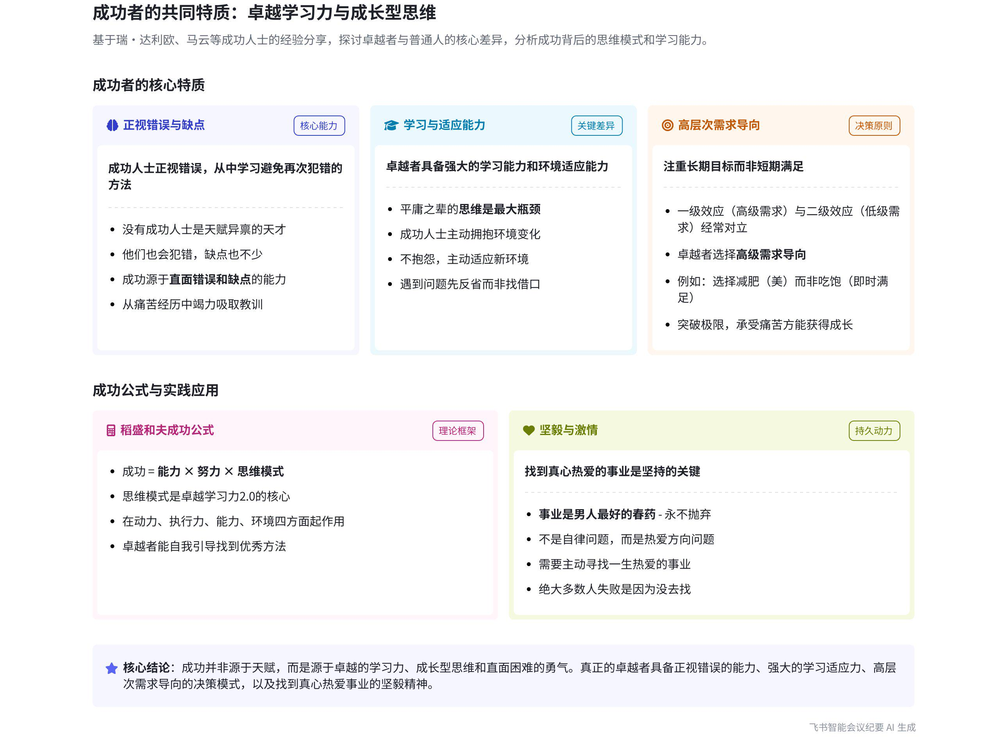 成功者的共同特质：卓越学习力与成长型思维
基于瑞·达利欧、马云等成功人士的经验分享，探讨卓越者与普通人的核心差异，分析成功背后的思维模式和学习能力。
成功者的核心特质
正视错误与缺点
核心能力
成功人士正视错误，从中学习避免再次犯错的
方法
没有成功人士是天赋异禀的天才
他们也会犯错，缺点也不少
成功源于直面错误和缺点的能力
从痛苦经历中竭力吸取教训
学习与适应能力
关键差异
卓越者具备强大的学习能力和环境适应能力
平庸之辈的思维是最大瓶颈
成功人士主动拥抱环境变化
不抱怨，主动适应新环境
遇到问题先反省而非找借口
高层次需求导向
决策原则
注重长期目标而非短期满足
一级效应（高级需求）与二级效应（低级需
求）经常对立
卓越者选择高级需求导向
例如：选择减肥（美）而非吃饱（即时满
足）
突破极限，承受痛苦方能获得成长
成功公式与实践应用
稻盛和夫成功公式
理论框架
成功 = 能力 × 努力 × 思维模式
思维模式是卓越学习力2.0的核心
在动力、执行力、能力、环境四方面起作用
卓越者能自我引导找到优秀方法
坚毅与激情
持久动力
找到真心热爱的事业是坚持的关键
事业是男人最好的春药 - 永不抛弃
不是自律问题，而是热爱方向问题
需要主动寻找一生热爱的事业
绝大多数人失败是因为没去找
核心结论：成功并非源于天赋，而是源于卓越的学习力、成长型思维和直面困难的勇气。真正的卓越者具备正视错误的能力、强大的学习适应力、高层
次需求导向的决策模式，以及找到真心热爱事业的坚毅精神。
飞书智能会议纪要 AI 生成